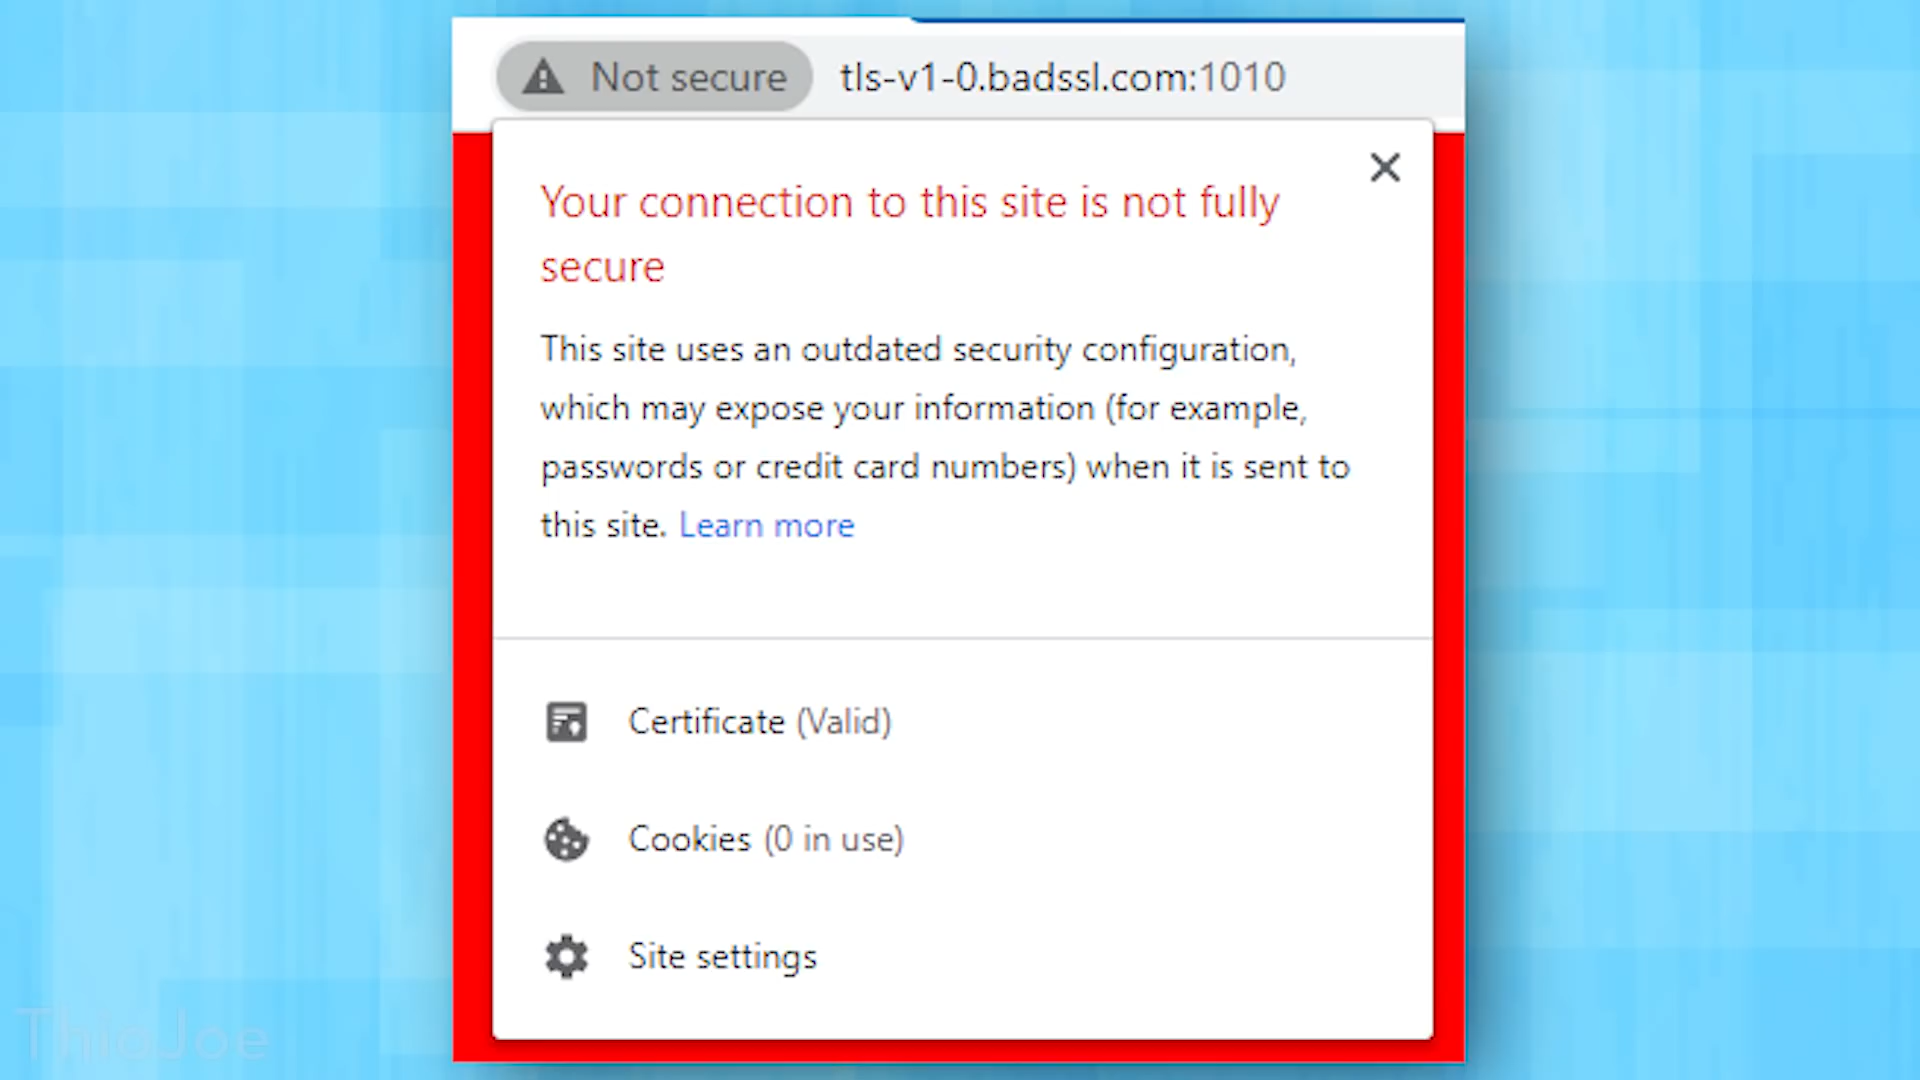 Not secure tls-v1-0.badssl.com:1010
Your connection to this site is not fully
secure
This site uses an outdated security configuration,
which may expose your information (for example,
passwords or credit card numbers) when it is sent to
this site. Learn more
Certificate (Valid)
Cookies (0 in use)
Site settings
ThioJoe